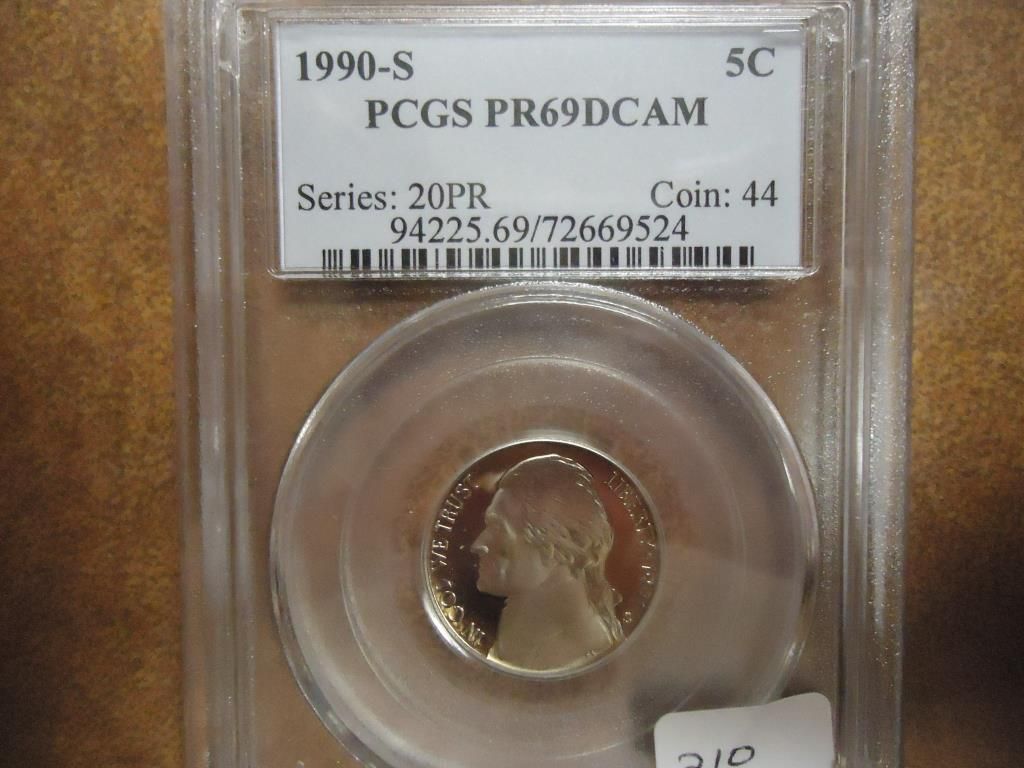 1990-S 5C
PCGS PR69DCAM
Series: 20PR Coin: 44
94225.69/72669524
IN GOD WE TRUST
LIBERTY
210